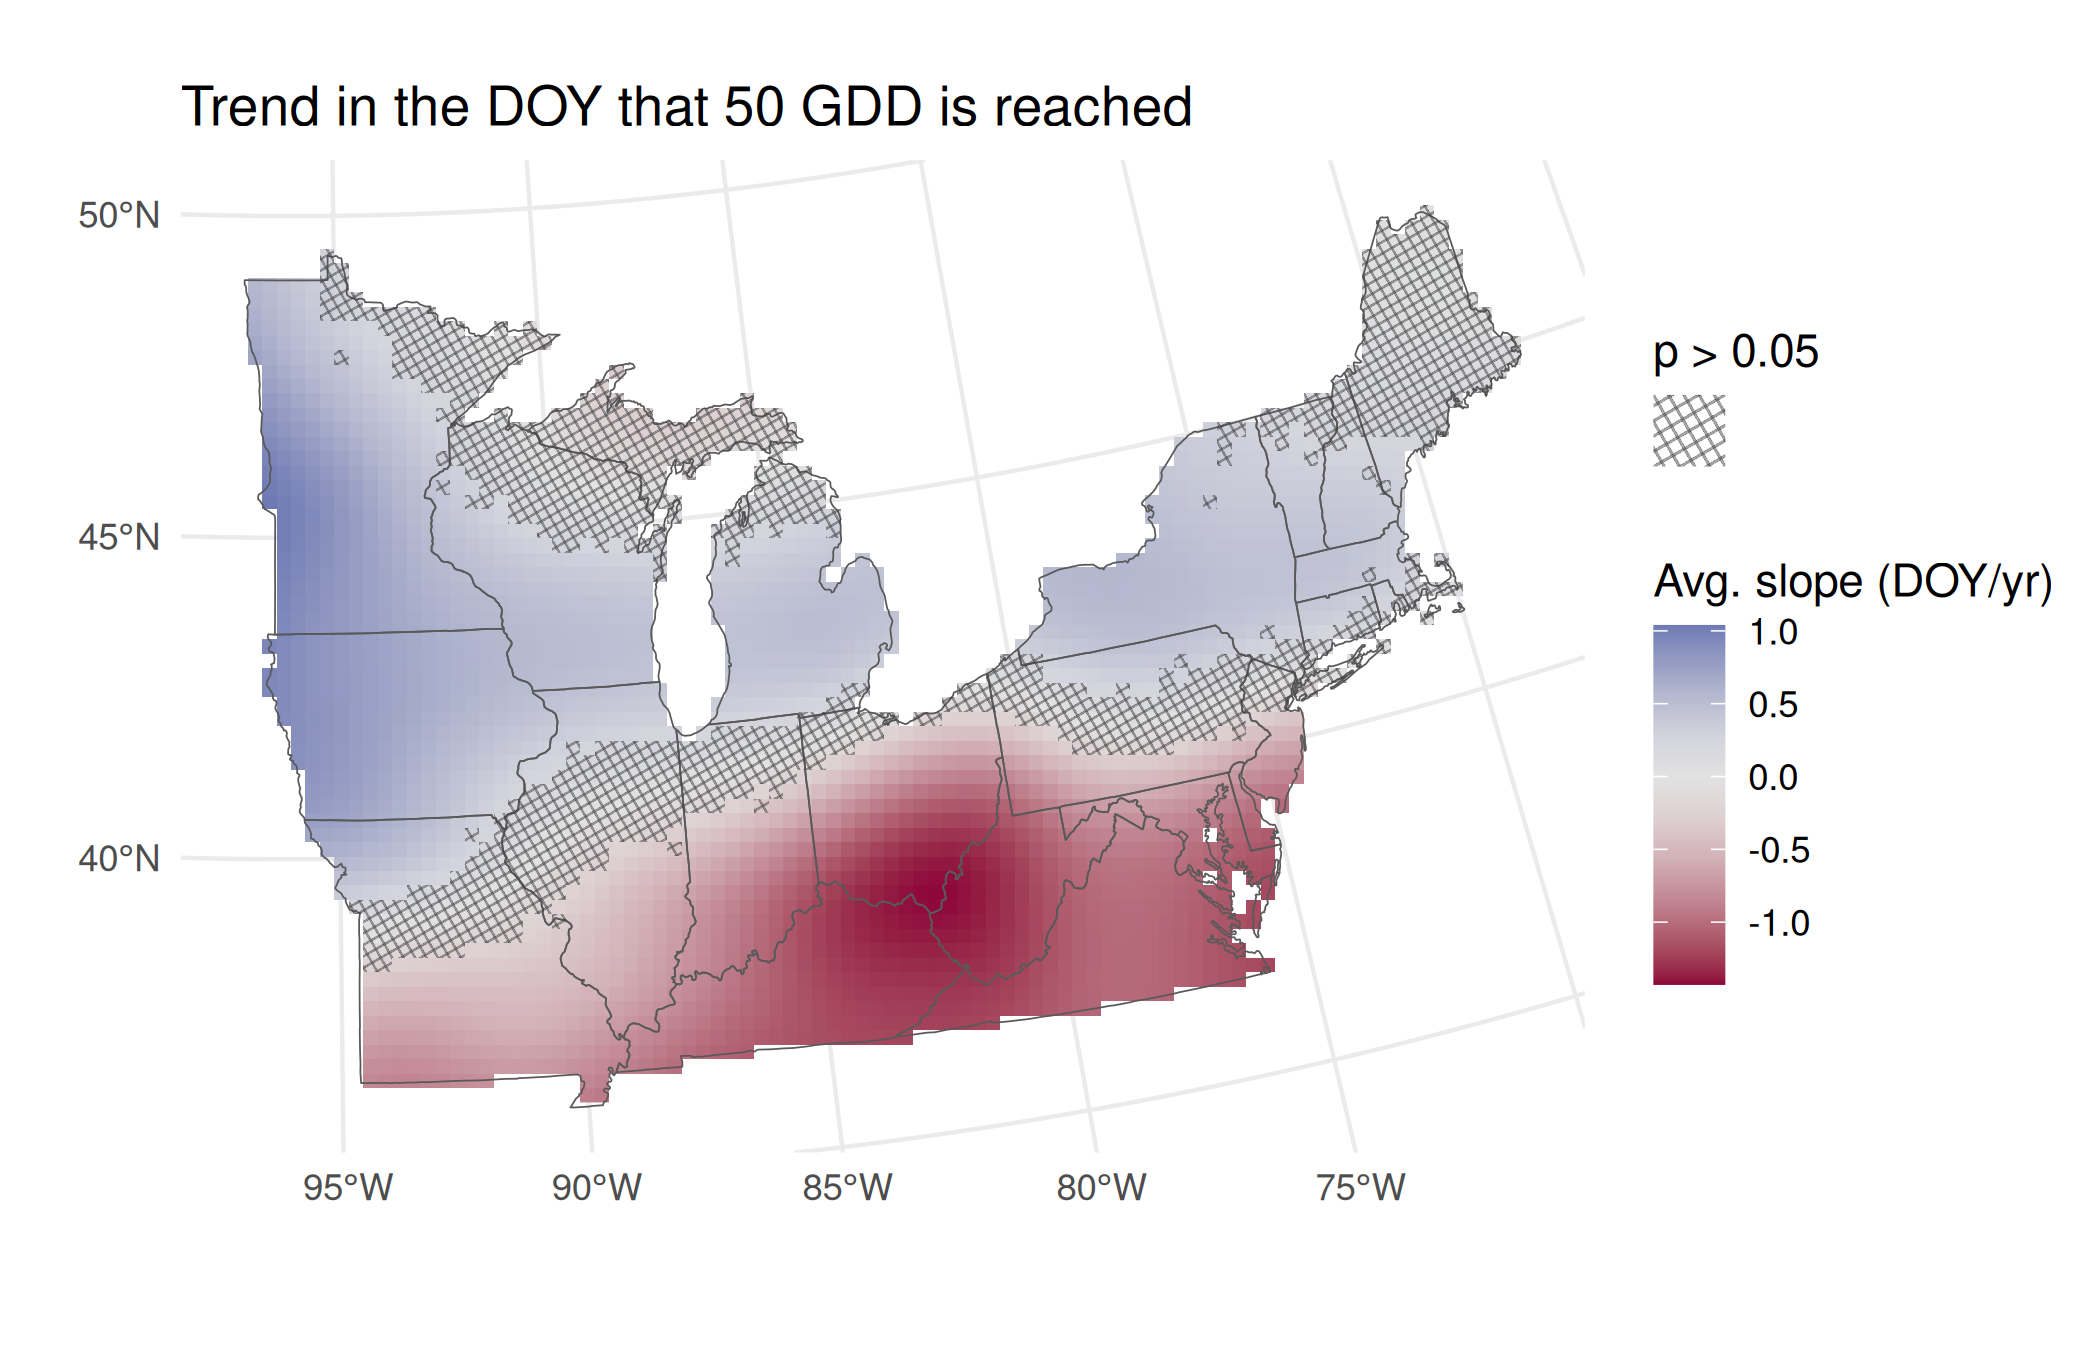 Trend in the DOY that 50 GDD is reached
50°N
45°N
40°N
95°W
90°W
85°W
80°W
75°W
p > 0.05
Avg. slope (DOY/yr)
1.0
0.5
0.0
-0.5
-1.0